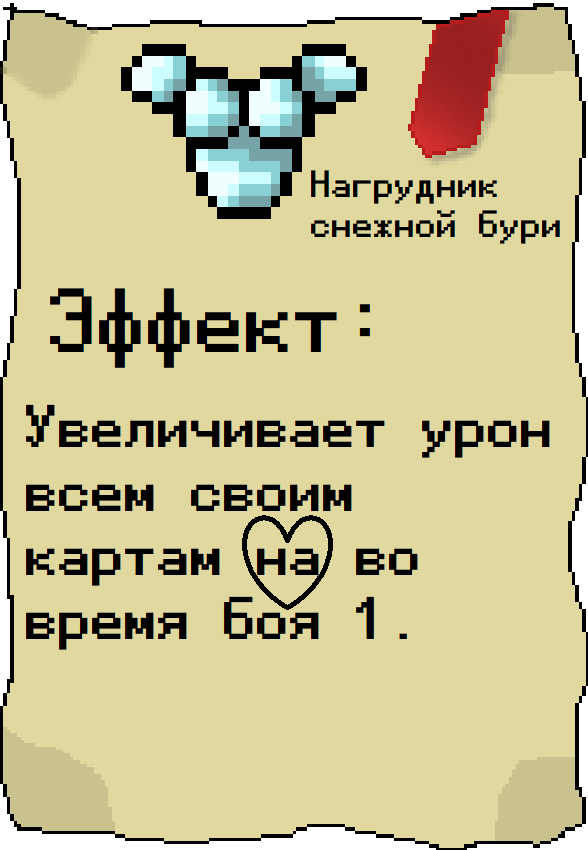 Нагрудник
снежной бури
Эффект:
Увеличивает урон
всем своим
картам на во
время боя 1.